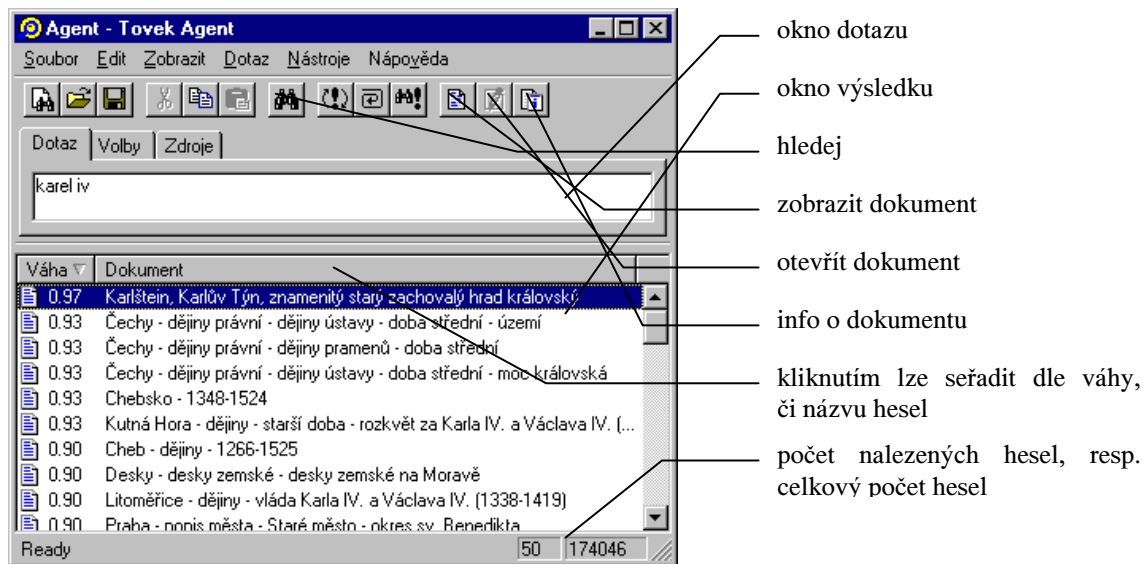 Agent - Tovek Agent
Soubor Edit Zobrazit Dotaz Nástroje Nápověda
Dotaz Volby Zdroje
karel iv
Váha Dokument
0.97 Karlštein, Karlův Týn, znamenitý starý zachovalý hrad královský
0.93 Čechy - dějiny právní - dějiny ústavy - doba střední - území
0.93 Čechy - dějiny právní - dějiny pramenů - doba střední
0.93 Čechy - dějiny právní - dějiny ústavy - doba střední - moc královská
0.93 Chebsko - 1348-1524
0.93 Kutná Hora - dějiny - starší doba - rozkvět za Karla IV. a Václava IV. (...
0.90 Cheb - dějiny - 1266-1525
0.90 Desky - desky zemské - desky zemské na Moravě
0.90 Litoměřice - dějiny - vláda Karla IV. a Václava IV. (1338-1419)
0.90 Praha - popis města - Staré město - okres sv. Benedikta
Ready 50 174046
okno dotazu
okno výsledku
hledej
zobrazit dokument
otevřít dokument
info o dokumentu
kliknutím lze seřadit dle váhy,
či názvu hesel
počet nalezených hesel, resp.
celkový počet hesel